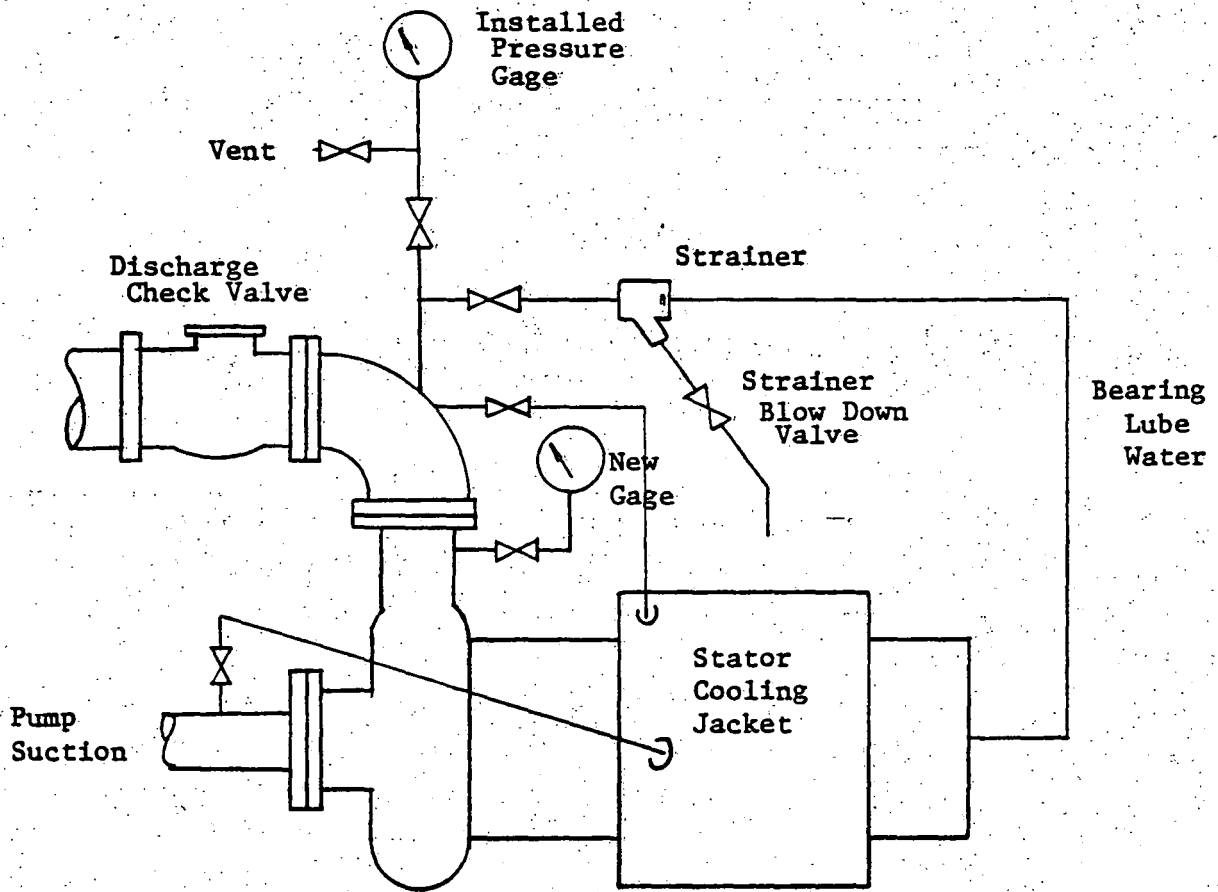 Installed
Pressure
Gage
Vent
Strainer
Discharge
Check Valve
Strainer
Blow Down
Valve
Bearing
Lube
Water
New
Gage
Stator
Cooling
Jacket
Pump
Suction